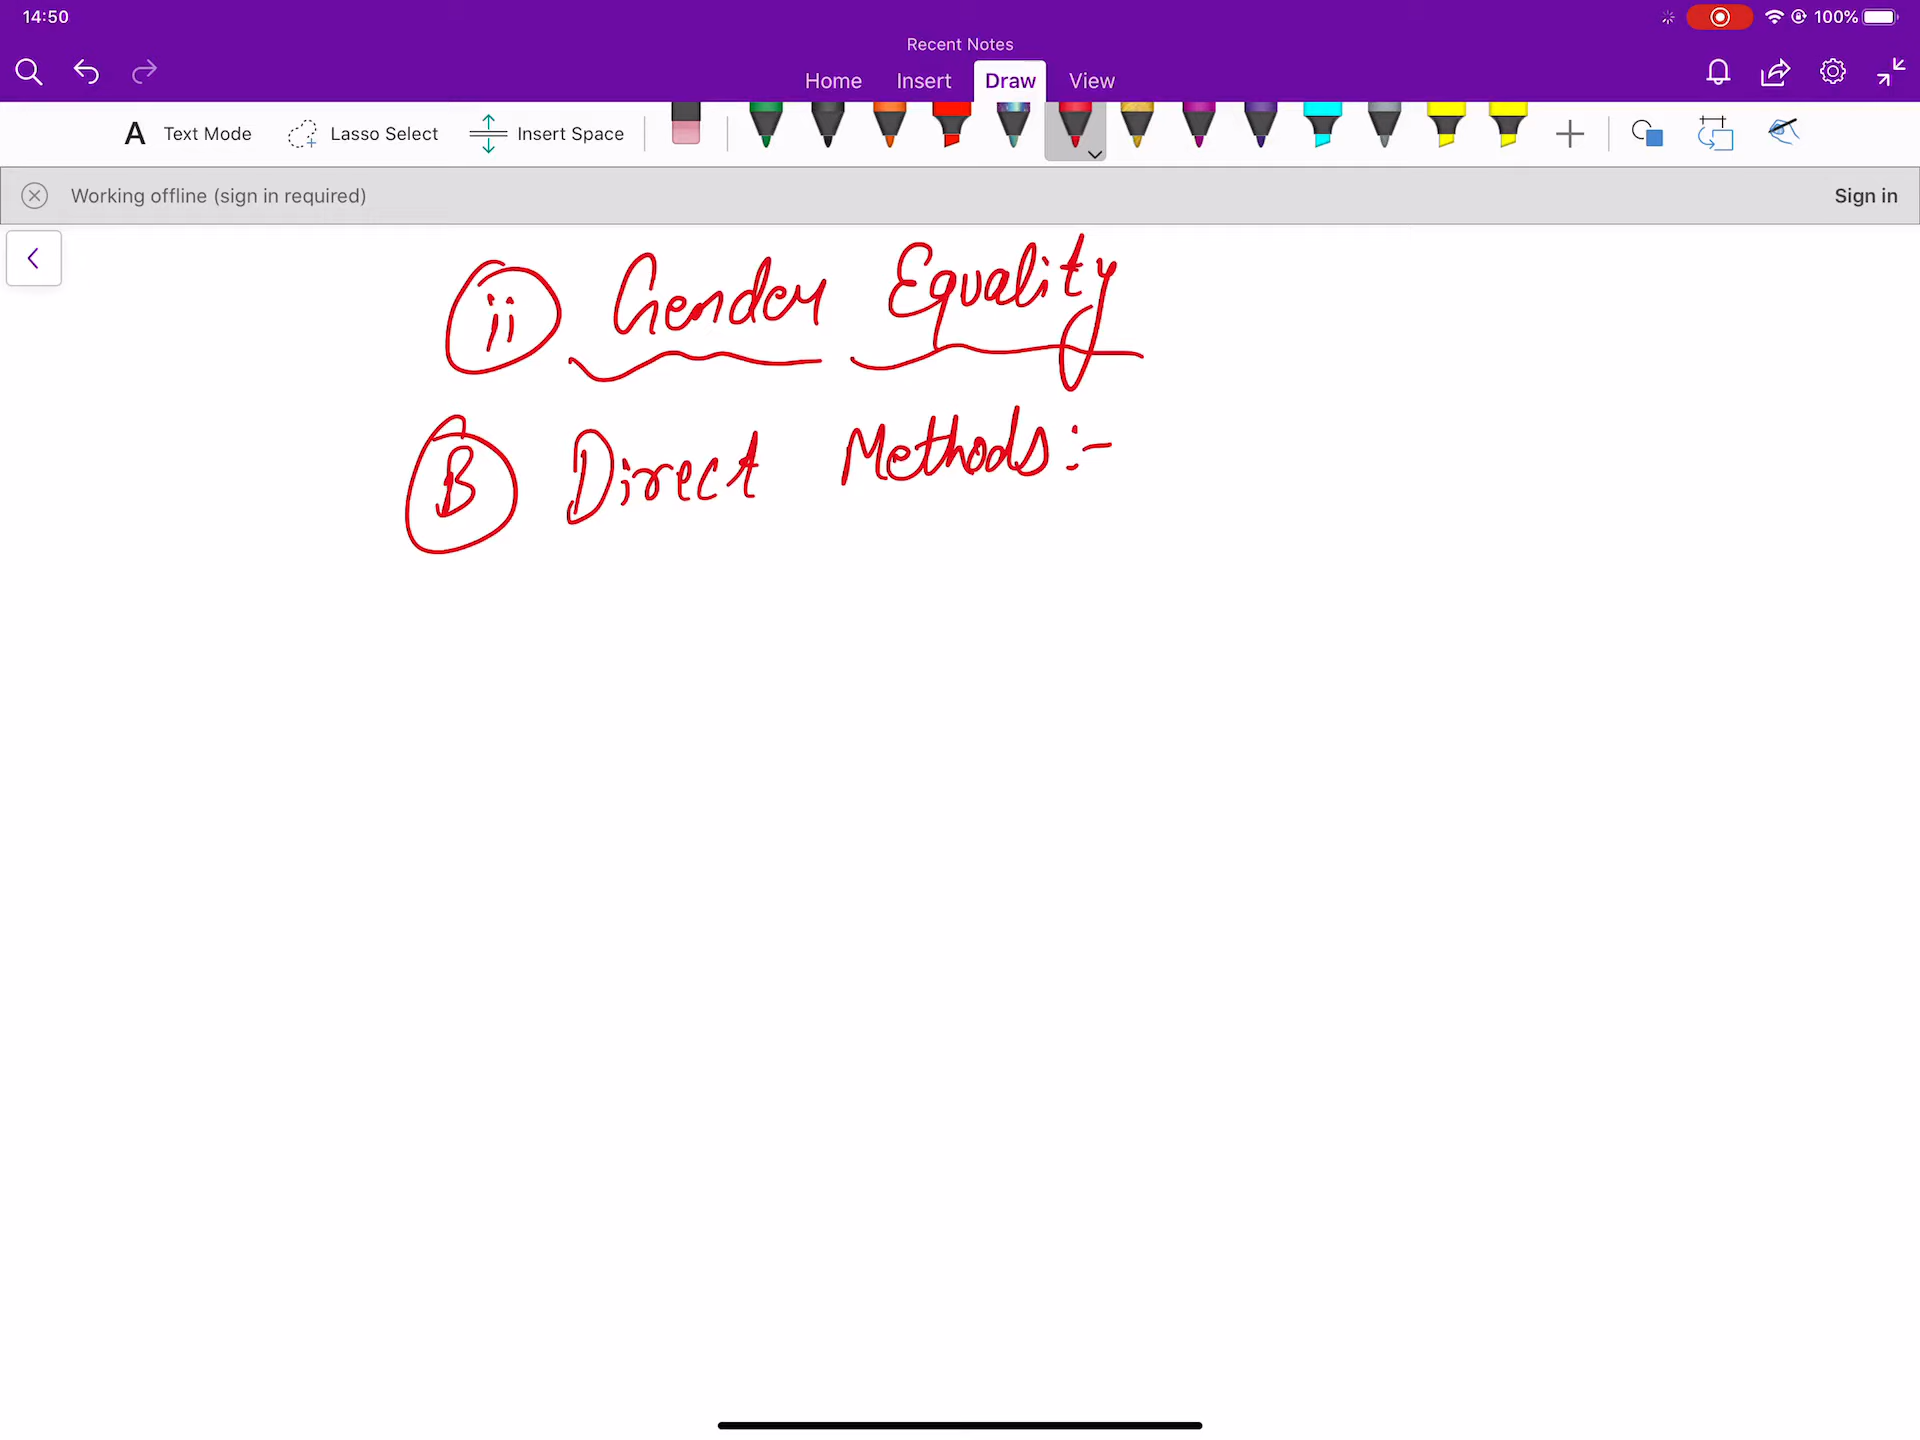 14:50
100%
Recent Notes
Home Insert Draw View
A Text Mode Lasso Select Insert Space
Working offline (sign in required) Sign in
ii Gender Equality
B Direct Methods :-